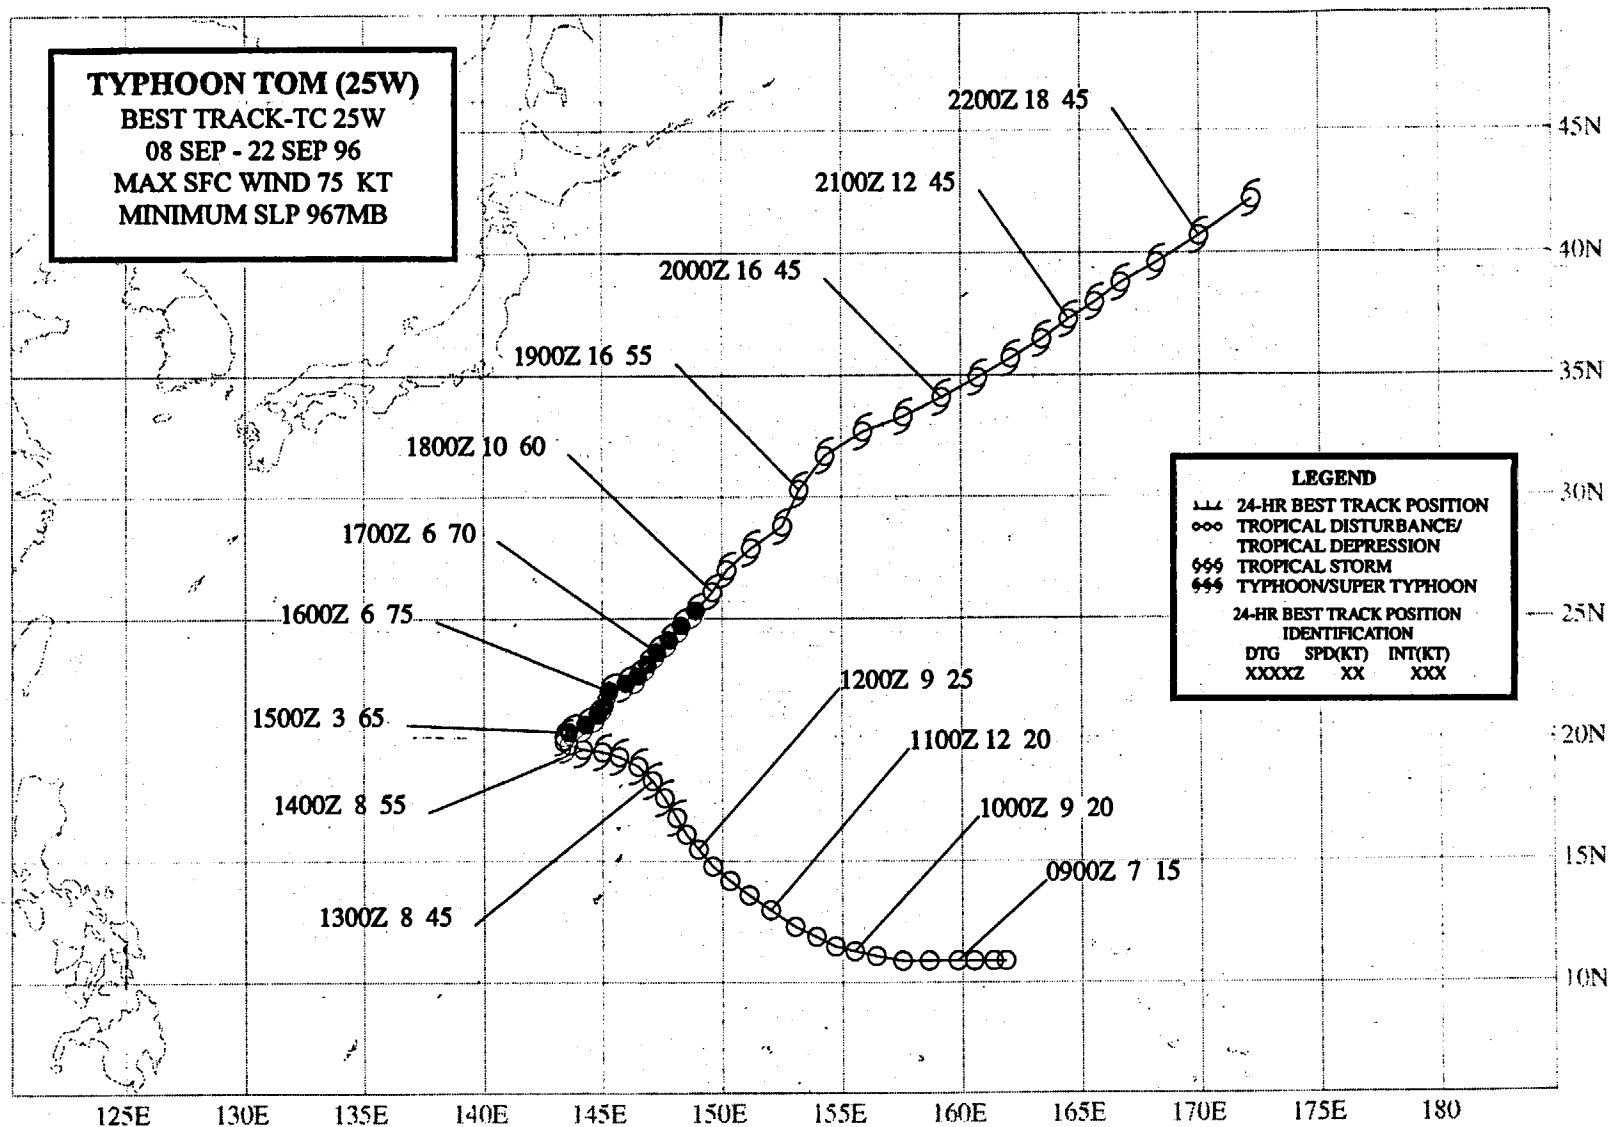 TYPHOON TOM (25W)
BEST TRACK-TC 25W
08 SEP - 22 SEP 96
MAX SFC WIND 75 KT
MINIMUM SLP 967MB
2200Z 18 45
2100Z 12 45
2000Z 16 45
1900Z 16 55
1800Z 10 60
1700Z 6 70
1600Z 6 75
1500Z 3 65
1400Z 8 55
1300Z 8 45
1200Z 9 25
1100Z 12 20
1000Z 9 20
0900Z 7 15
LEGEND
24-HR BEST TRACK POSITION
TROPICAL DISTURBANCE/
TROPICAL DEPRESSION
TROPICAL STORM
TYPHOON/SUPER TYPHOON
24-HR BEST TRACK POSITION
IDENTIFICATION
DTG SPD(KT) INT(KT)
XXXXZ XX XXX
45N
40N
35N
30N
25N
20N
15N
10N
125E 130E 135E 140E 145E 150E 155E 160E 165E 170E 175E 180